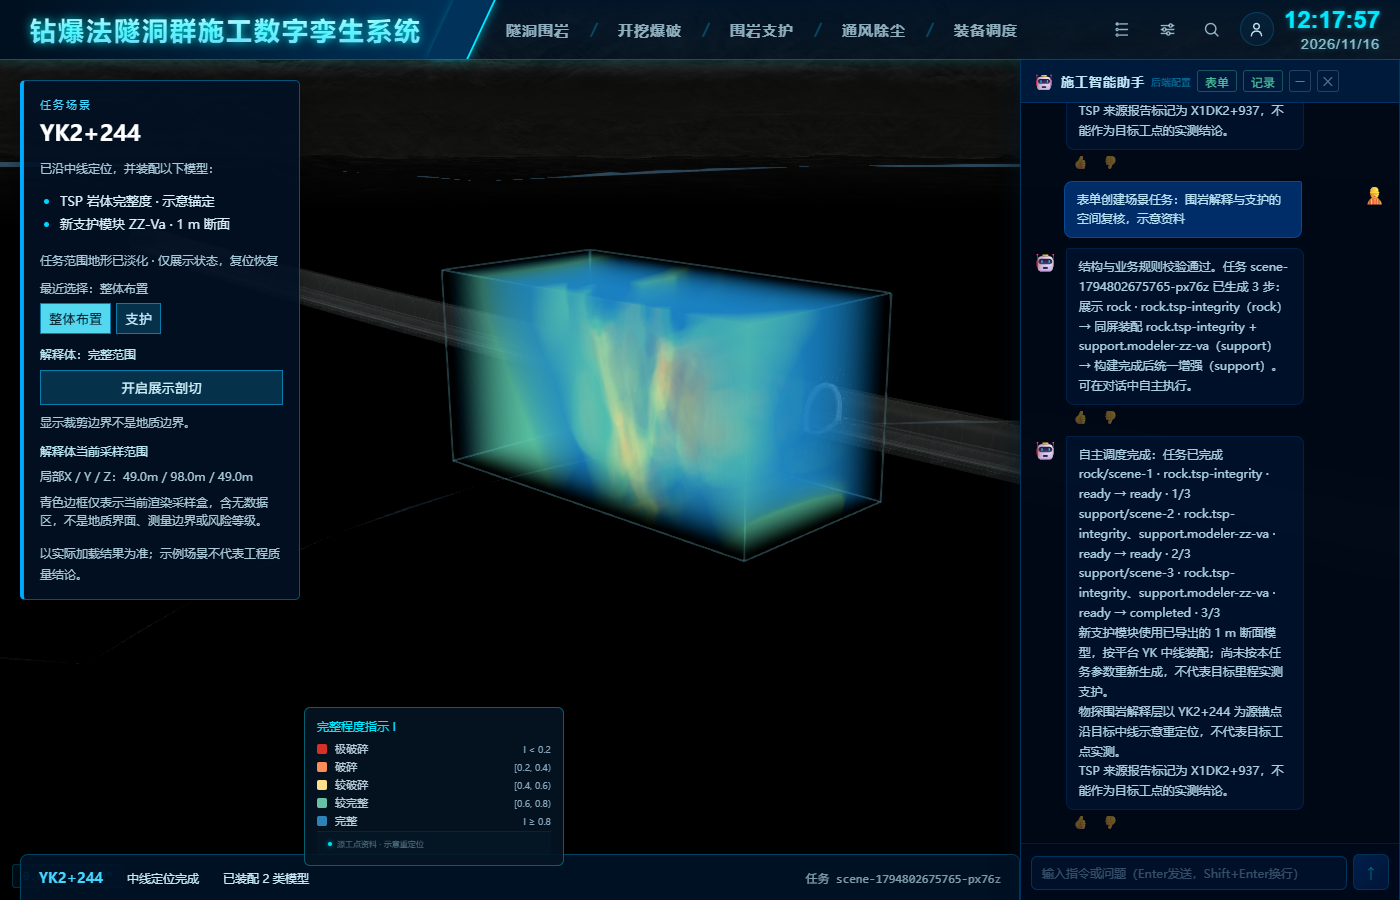 钻爆法隧洞群施工数字孪生系统
隧洞围岩 / 开挖爆破 / 围岩支护 / 通风除尘 / 装备调度
12:17:57
2026/11/16
任务场景
YK2+244
已沿中线定位，并装配以下模型：
TSP 岩体完整度 · 示意锚定
新支护模块 ZZ-Va · 1 m 断面
任务范围地形已淡化 · 仅展示状态，复位恢复
最近选择：整体布置
整体布置 支护
解释体：完整范围
开启展示剖切
显示裁剪边界不是地质边界。
解释体当前采样范围
局部X / Y / Z：49.0m / 98.0m / 49.0m
青色边框仅表示当前渲染采样盒，含无数据
区，不是地质界面、测量边界或风险等级。
以实际加载结果为准；示例场景不代表工程质
量结论。
完整程度指示 I
极破碎 I < 0.2
破碎 [0.2, 0.4)
较破碎 [0.4, 0.6)
较完整 [0.6, 0.8)
完整 I ≥ 0.8
源工点资料 · 示意重定位
YK2+244 中线定位完成 已装配 2 类模型 任务 scene-1794802675765-px76z
施工智能助手 后端配置 表单 记录
TSP 来源报告标记为 X1DK2+937，不
能作为目标工点的实测结论。
表单创建场景任务：围岩解释与支护的
空间复核，示意资料
结构与业务规则校验通过。任务 scene-
1794802675765-px76z 已生成 3 步：
展示 rock · rock.tsp-integrity（rock）
→ 同屏装配 rock.tsp-integrity +
support.modeler-zz-va（support）
→ 构建完成后统一增强（support）。
可在对话中自主执行。
自主调度完成：任务已完成
rock/scene-1 · rock.tsp-integrity ·
ready → ready · 1/3
support/scene-2 · rock.tsp-
integrity、support.modeler-zz-va ·
ready → ready · 2/3
support/scene-3 · rock.tsp-
integrity、support.modeler-zz-va ·
ready → completed · 3/3
新支护模块使用已导出的 1 m 断面模
型，按平台 YK 中线装配；尚未按本任
务参数重新生成，不代表目标里程实测
支护。
物探围岩解释层以 YK2+244 为源锚点
沿目标中线示意重定位，不代表目标工
点实测。
TSP 来源报告标记为 X1DK2+937，不
能作为目标工点的实测结论。
输入指令或问题（Enter发送，Shift+Enter换行）